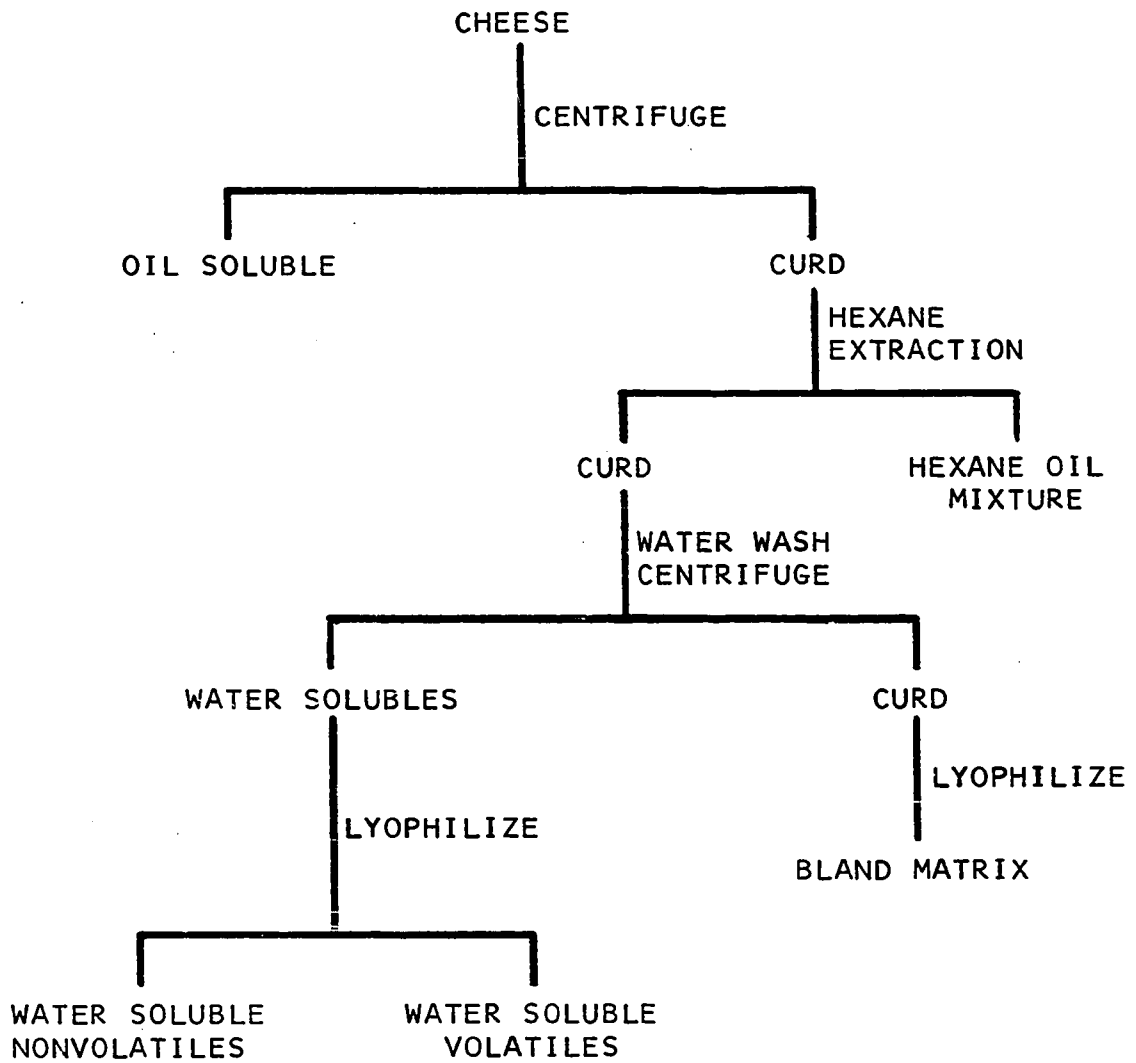 CHEESE
CENTRIFUGE
OIL SOLUBLE
CURD
HEXANE
EXTRACTION
CURD
HEXANE OIL
MIXTURE
WATER WASH
CENTRIFUGE
WATER SOLUBLES
CURD
LYOPHILIZE
LYOPHILIZE
BLAND MATRIX
WATER SOLUBLE
NONVOLATILES
WATER SOLUBLE
VOLATILES